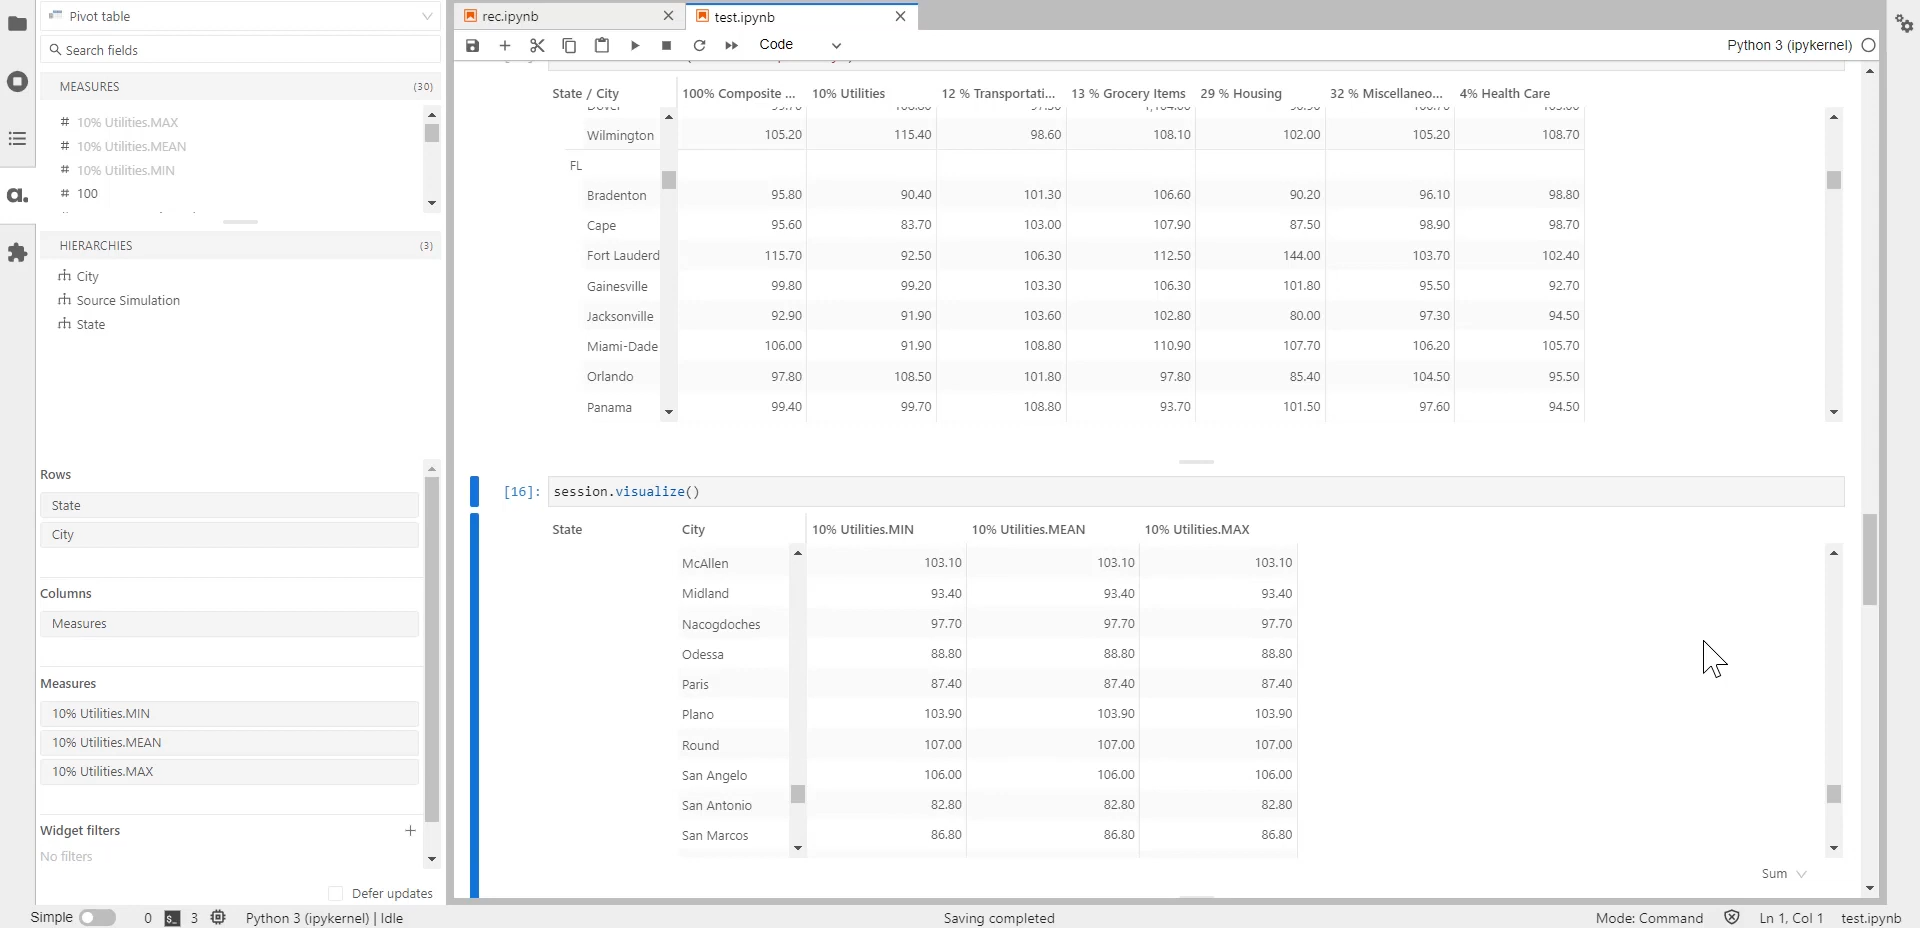 Pivot table
rec.ipynb
test.ipynb
Search fields
Code
Python 3 (ipykernel)
MEASURES (30)
# 10% Utilities.MAX
# 10% Utilities.MEAN
# 10% Utilities.MIN
# 100
HIERARCHIES (3)
City
Source Simulation
State
Rows
State
City
Columns
Measures
Measures
10% Utilities.MIN
10% Utilities.MEAN
10% Utilities.MAX
Widget filters +
No filters
Defer updates
State / City 100% Composite ... 10% Utilities 12 % Transportati... 13 % Grocery Items 29 % Housing 32 % Miscellaneo... 4% Health Care
Dover
Wilmington 105.20 115.40 98.60 108.10 102.00 105.20 108.70
FL
Bradenton 95.80 90.40 101.30 106.60 90.20 96.10 98.80
Cape 95.60 83.70 103.00 107.90 87.50 98.90 98.70
Fort Lauderd 115.70 92.50 106.30 112.50 144.00 103.70 102.40
Gainesville 99.80 99.20 103.30 106.30 101.80 95.50 92.70
Jacksonville 92.90 91.90 103.60 102.80 80.00 97.30 94.50
Miami-Dade 106.00 91.90 108.80 110.90 107.70 106.20 105.70
Orlando 97.80 108.50 101.80 97.80 85.40 104.50 95.50
Panama 99.40 99.70 108.80 93.70 101.50 97.60 94.50
[16]: session.visualize()
State City 10% Utilities.MIN 10% Utilities.MEAN 10% Utilities.MAX
McAllen 103.10 103.10 103.10
Midland 93.40 93.40 93.40
Nacogdoches 97.70 97.70 97.70
Odessa 88.80 88.80 88.80
Paris 87.40 87.40 87.40
Plano 103.90 103.90 103.90
Round 107.00 107.00 107.00
San Angelo 106.00 106.00 106.00
San Antonio 82.80 82.80 82.80
San Marcos 86.80 86.80 86.80
Sum
Simple 0 3 Python 3 (ipykernel) | Idle Saving completed Mode: Command Ln 1, Col 1 test.ipynb